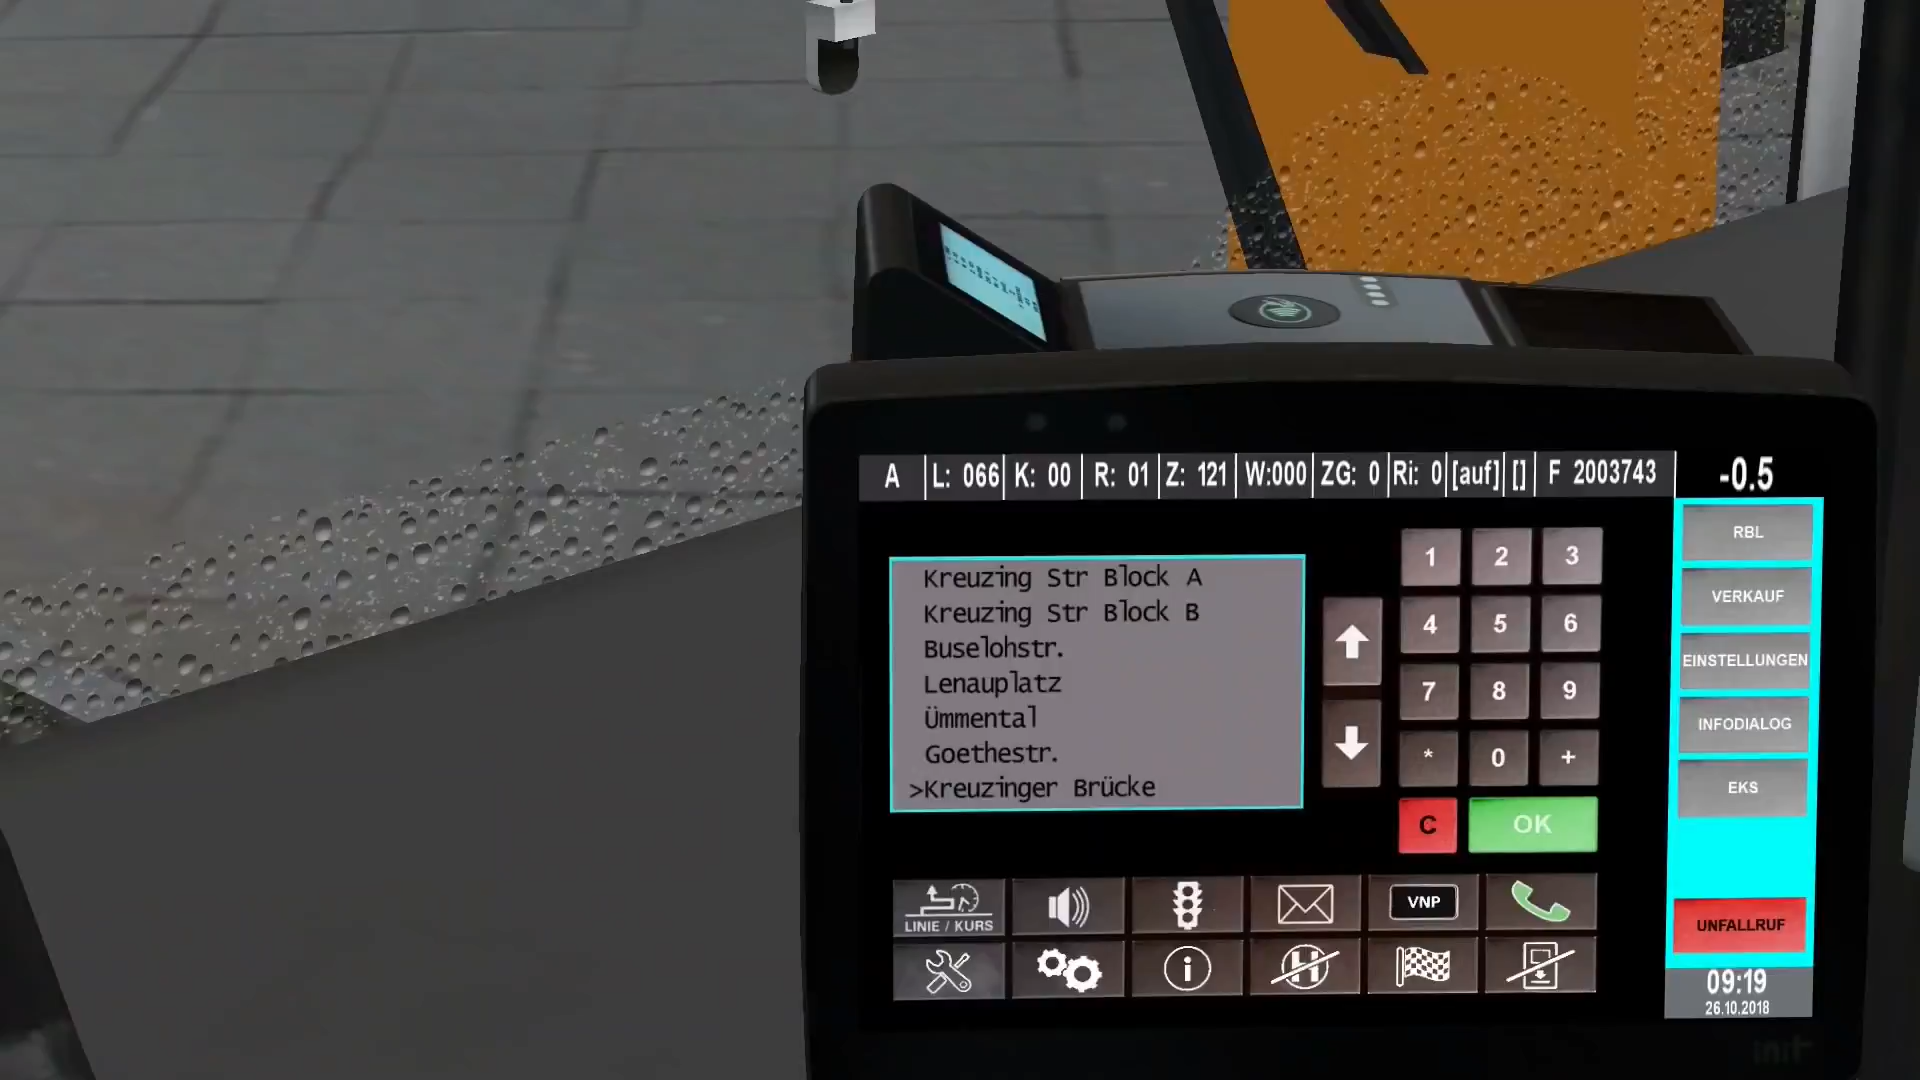 A L: 066 K: 00 R: 01 Z: 121 W:000 ZG: 0 Ri: 0 [auf] [] F 2003743
-0.5
Kreuzing Str Block A
Kreuzing Str Block B
Buselohstr.
Lenauplatz
Ümmental
Goethestr.
>Kreuzinger Brücke
1 2 3
4 5 6
7 8 9
* 0 +
C OK
RBL
VERKAUF
EINSTELLUNGEN
INFODIALOG
EKS
UNFALLRUF
09:19
26.10.2018
LINIE / KURS
VNP
H
i
init